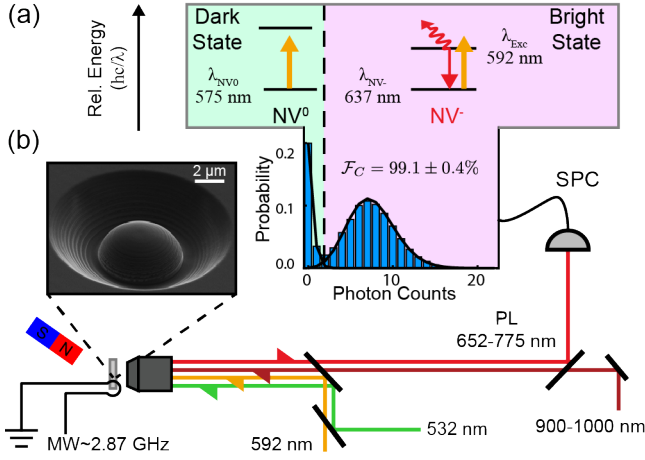 (a)
Rel. Energy
(hc/λ)
Dark
State
λNV0
575 nm
NV0
Bright
State
λExc
592 nm
λNV-
637 nm
NV-
(b)
2 μm
Probability
0.2
0.1
0.0
ℱC = 99.1 ± 0.4%
0
10
20
Photon Counts
SPC
PL
652-775 nm
S
N
900-1000 nm
532 nm
592 nm
MW~2.87 GHz